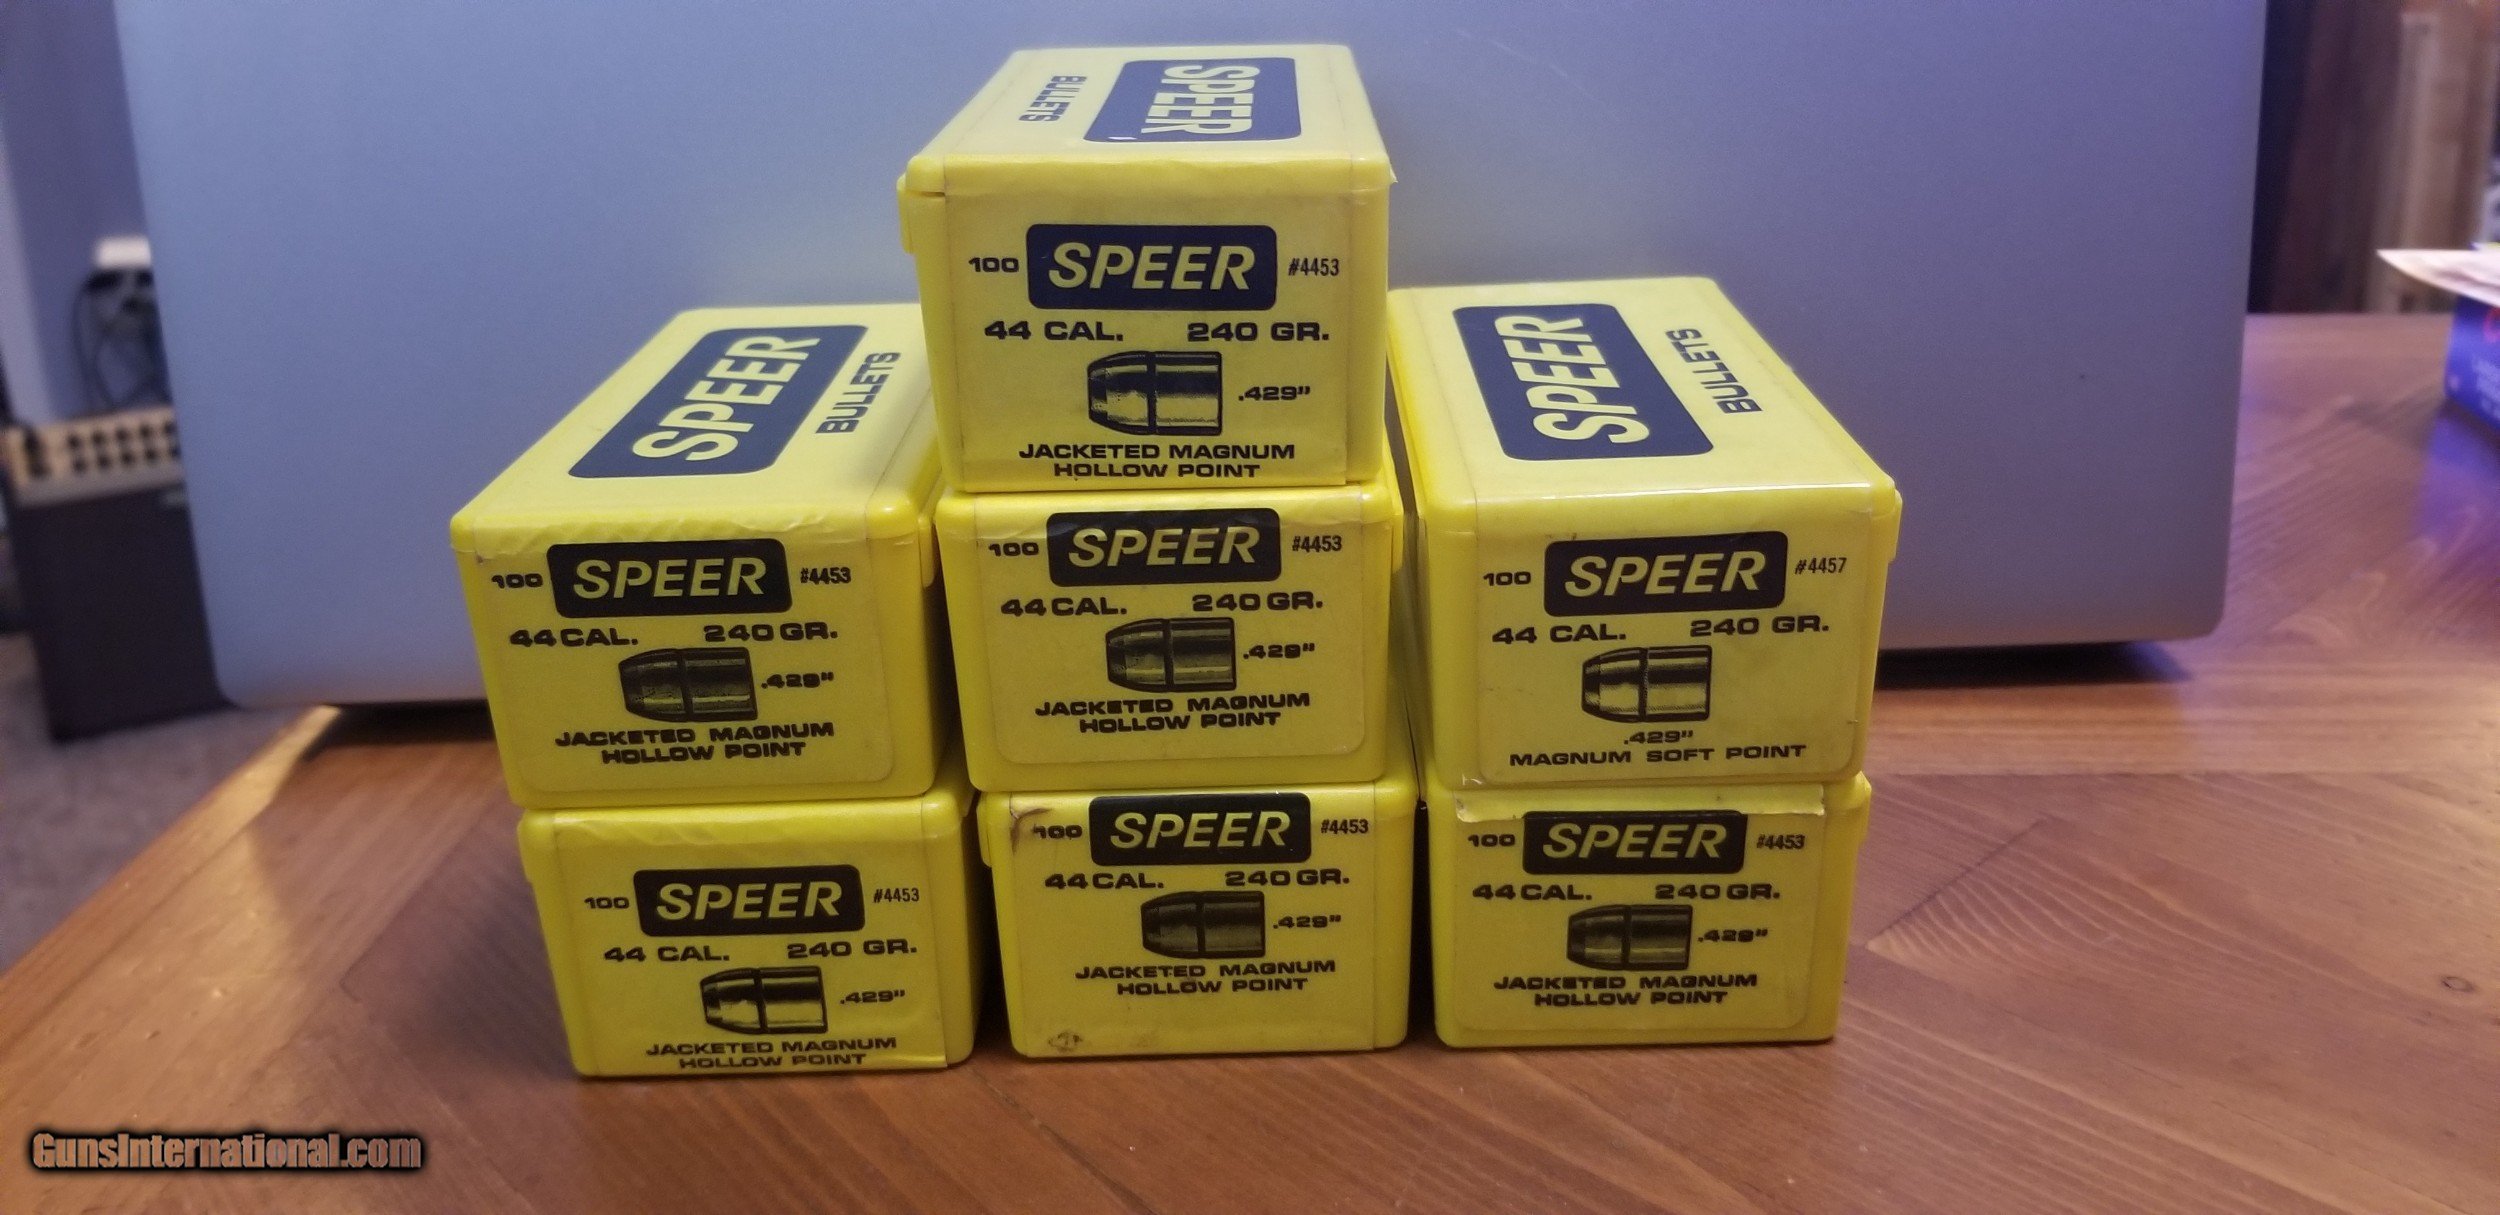 SPEER
BULLETS
100 SPEER #4453
44 CAL. 240 GR.
.429"
JACKETED MAGNUM
HOLLOW POINT
SPEER
BULLETS
100 SPEER #4453
44 CAL. 240 GR.
.429"
JACKETED MAGNUM
HOLLOW POINT
100 SPEER #4453
44 CAL. 240 GR.
.429"
JACKETED MAGNUM
HOLLOW POINT
SPEER
BULLETS
100 SPEER #4457
44 CAL. 240 GR.
.429"
MAGNUM SOFT POINT
100 SPEER #4453
44 CAL. 240 GR.
.429"
JACKETED MAGNUM
HOLLOW POINT
100 SPEER #4453
44 CAL. 240 GR.
.429"
JACKETED MAGNUM
HOLLOW POINT
100 SPEER #4453
44 CAL. 240 GR.
.429"
JACKETED MAGNUM
HOLLOW POINT
GunsInternational.com